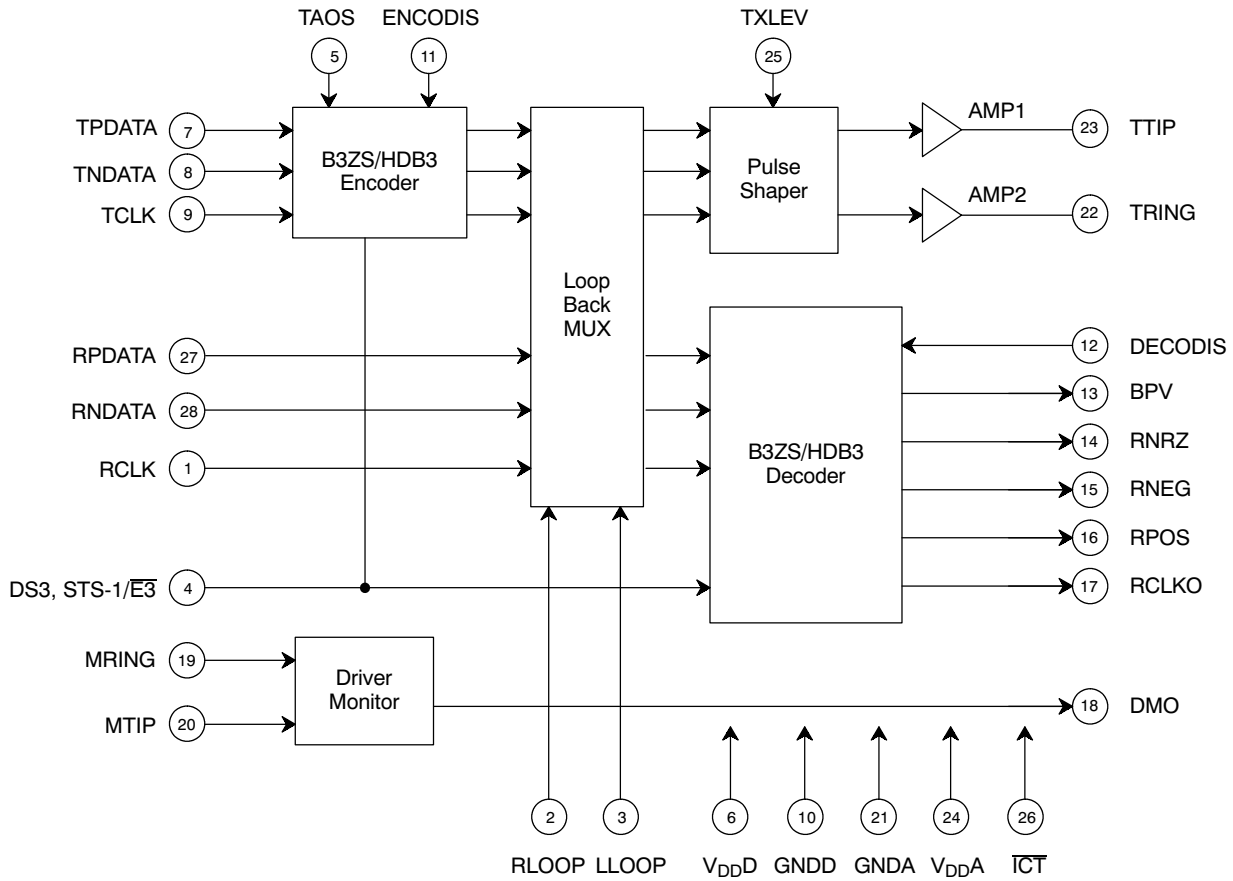 TAOS ENCODIS TXLEV
5 11 25
TPDATA 7 AMP1 23 TTIP
TNDATA 8 B3ZS/HDB3
Encoder
Pulse
Shaper
TCLK 9 AMP2 22 TRING
Loop
Back
MUX
RPDATA 27 12 DECODIS
13 BPV
RNDATA 28
14 RNRZ
RCLK 1 B3ZS/HDB3
Decoder
15 RNEG
16 RPOS
DS3, STS-1/E̅3̅ 4 17 RCLKO
MRING 19
Driver
Monitor
MTIP 20 18 DMO
2 3 6 10 21 24 26
RLOOP LLOOP VDDD GNDD GNDA VDDA I̅C̅T̅